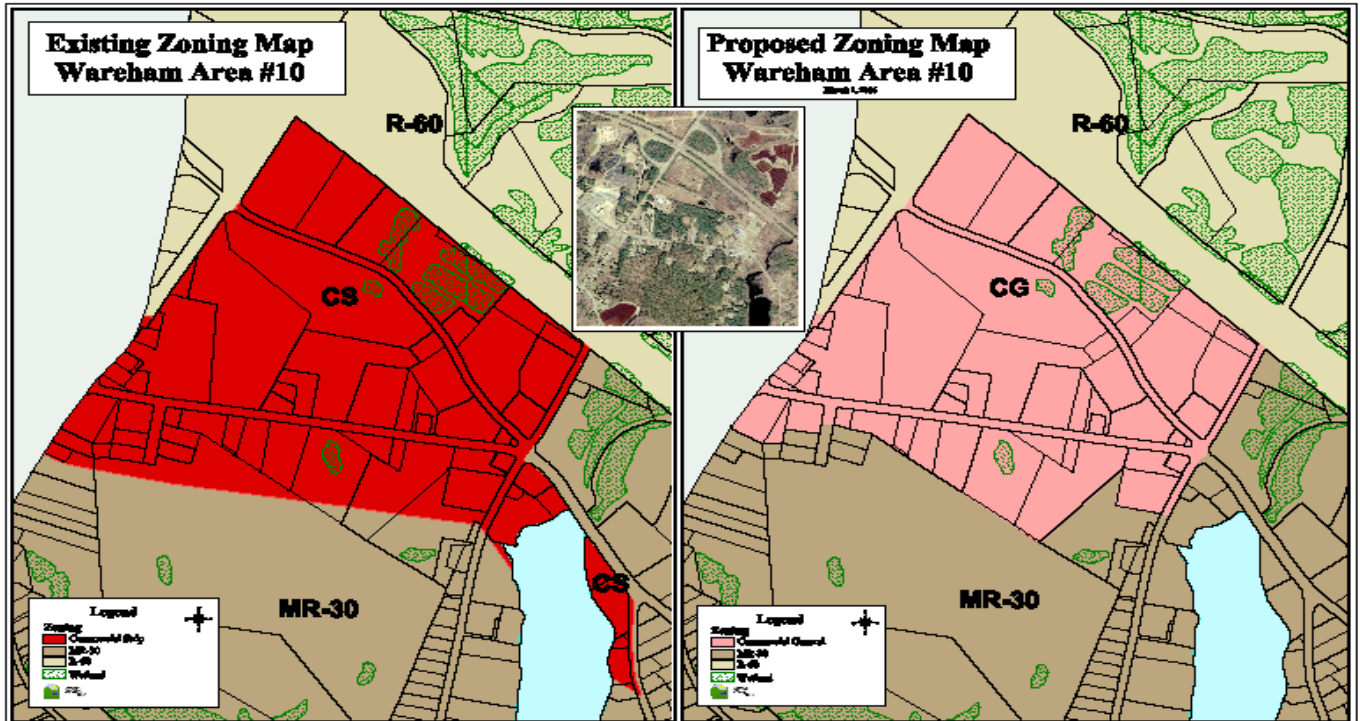 Existing Zoning Map
Wareham Area #10
R-60
CS
CS
MR-30
Legend
Zoning
Commercial Strip
MR-30
R-60
Wetland
Proposed Zoning Map
Wareham Area #10
R-60
CG
MR-30
Legend
Zoning
Commercial General
MR-30
R-60
Wetland